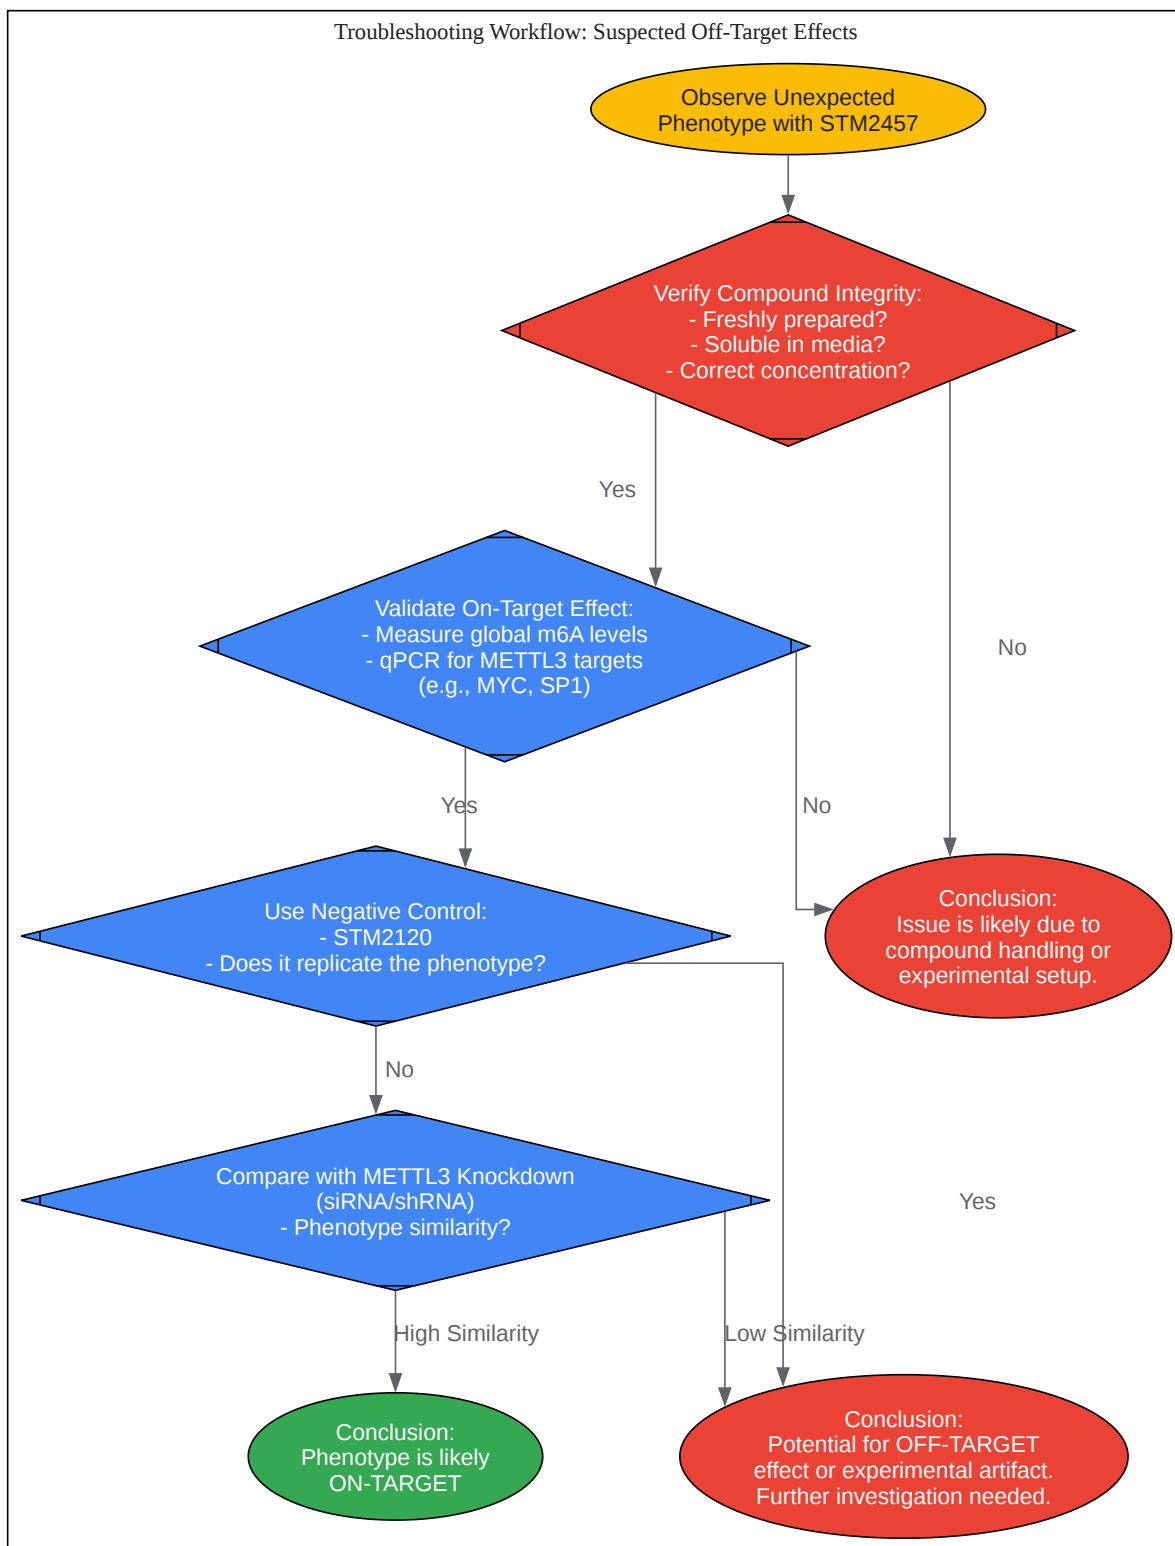 Troubleshooting Workflow: Suspected Off-Target Effects
Observe Unexpected
Phenotype with STM2457
Verify Compound Integrity:
- Freshly prepared?
- Soluble in media?
- Correct concentration?
Yes
No
Validate On-Target Effect:
- Measure global m6A levels
- qPCR for METTL3 targets
(e.g., MYC, SP1)
Yes
No
Conclusion:
Issue is likely due to
compound handling or
experimental setup.
Use Negative Control:
- STM2120
- Does it replicate the phenotype?
No
Yes
Compare with METTL3 Knockdown
(siRNA/shRNA)
- Phenotype similarity?
High Similarity
Low Similarity
Conclusion:
Phenotype is likely
ON-TARGET
Conclusion:
Potential for OFF-TARGET
effect or experimental artifact.
Further investigation needed.